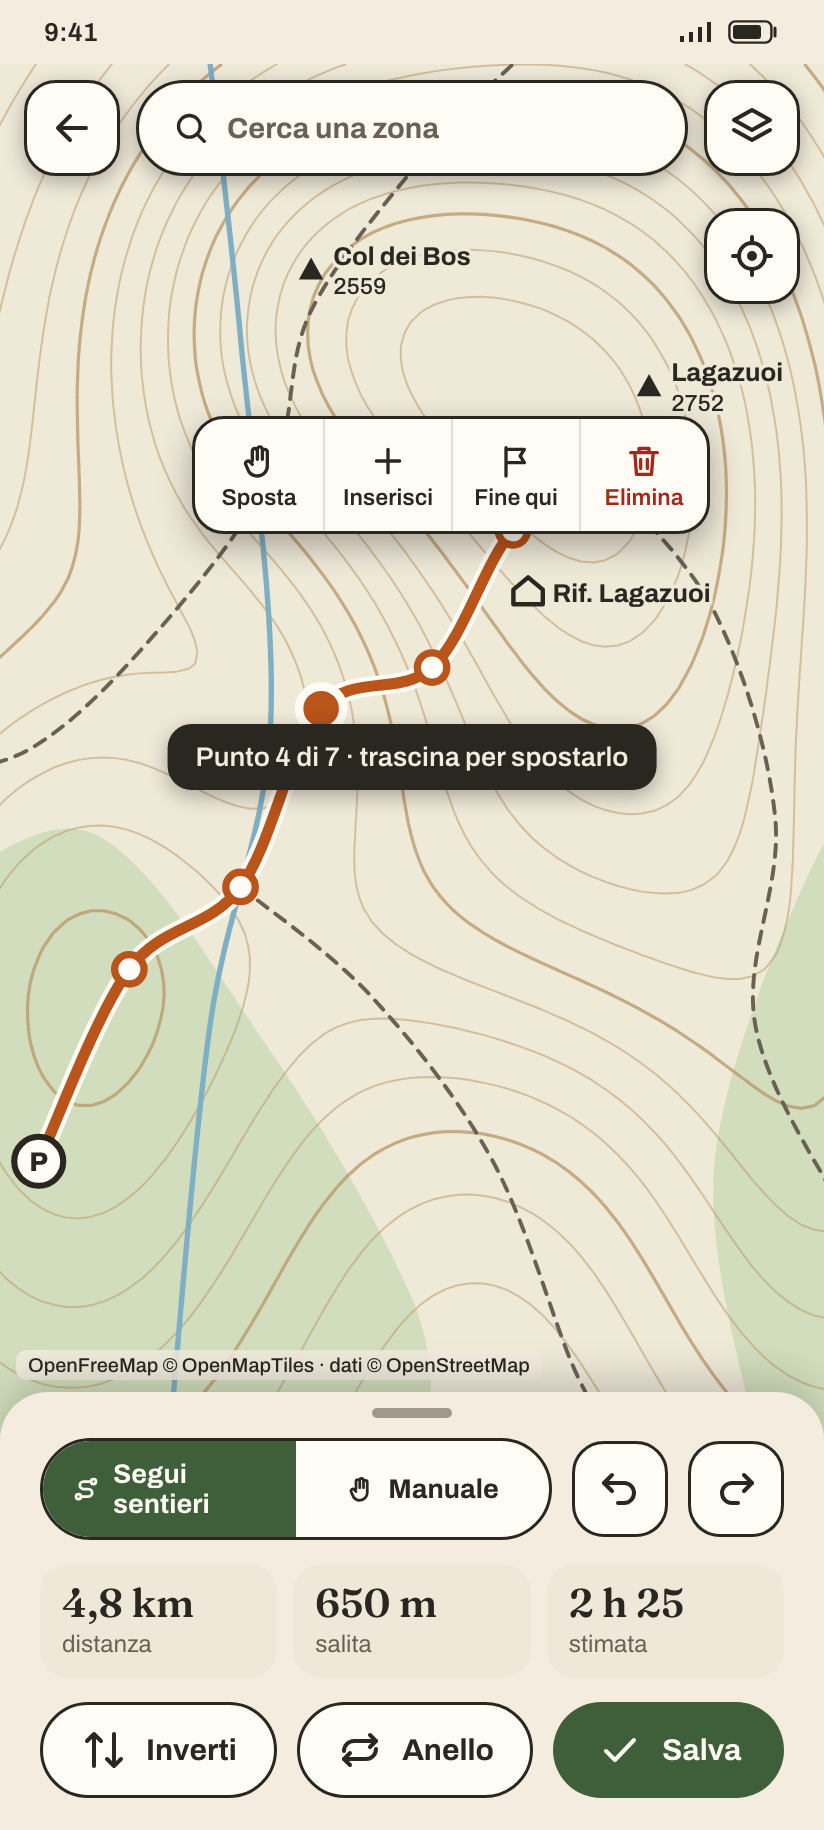 9:41
Cerca una zona
Col dei Bos
2559
Lagazuoi
2752
Sposta
Inserisci
Fine qui
Elimina
Rif. Lagazuoi
Punto 4 di 7 · trascina per spostarlo
P
OpenFreeMap © OpenMapTiles · dati © OpenStreetMap
Segui
sentieri
Manuale
4,8 km
distanza
650 m
salita
2 h 25
stimata
Inverti
Anello
Salva